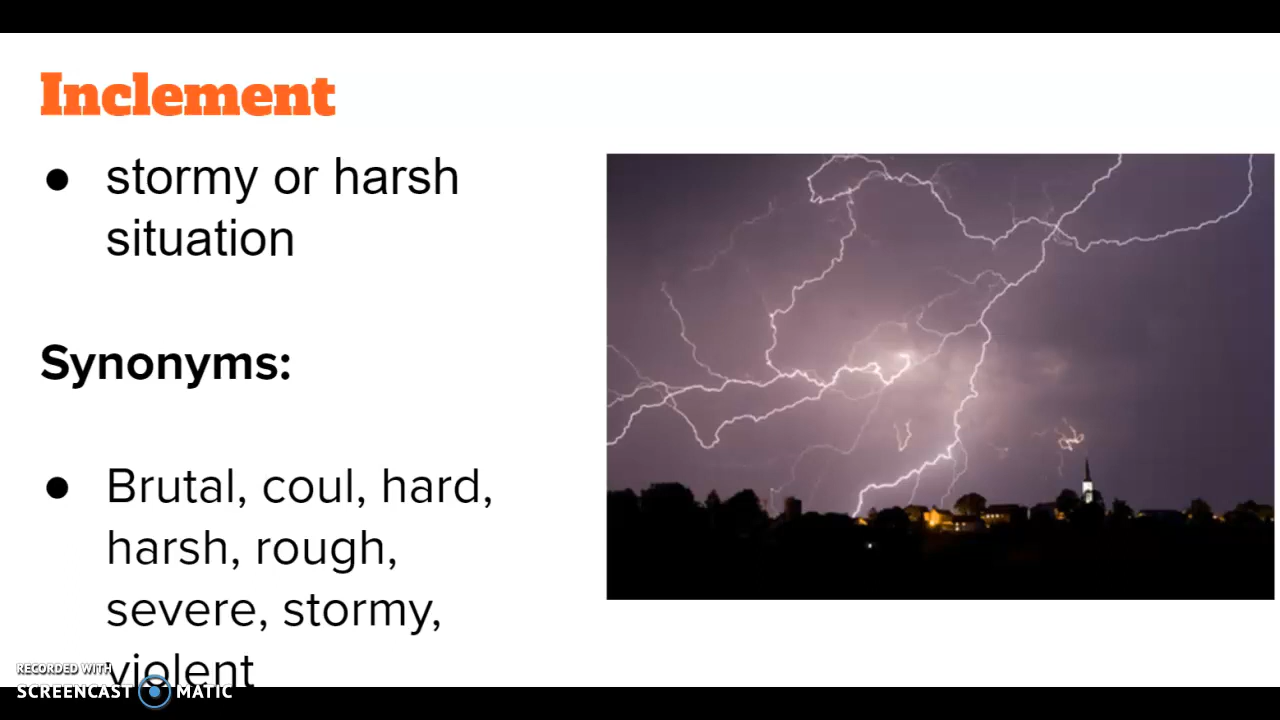 Inclement
● stormy or harsh
situation
Synonyms:
● Brutal, coul, hard,
harsh, rough,
severe, stormy,
violent
RECORDED WITH
SCREENCAST MATIC